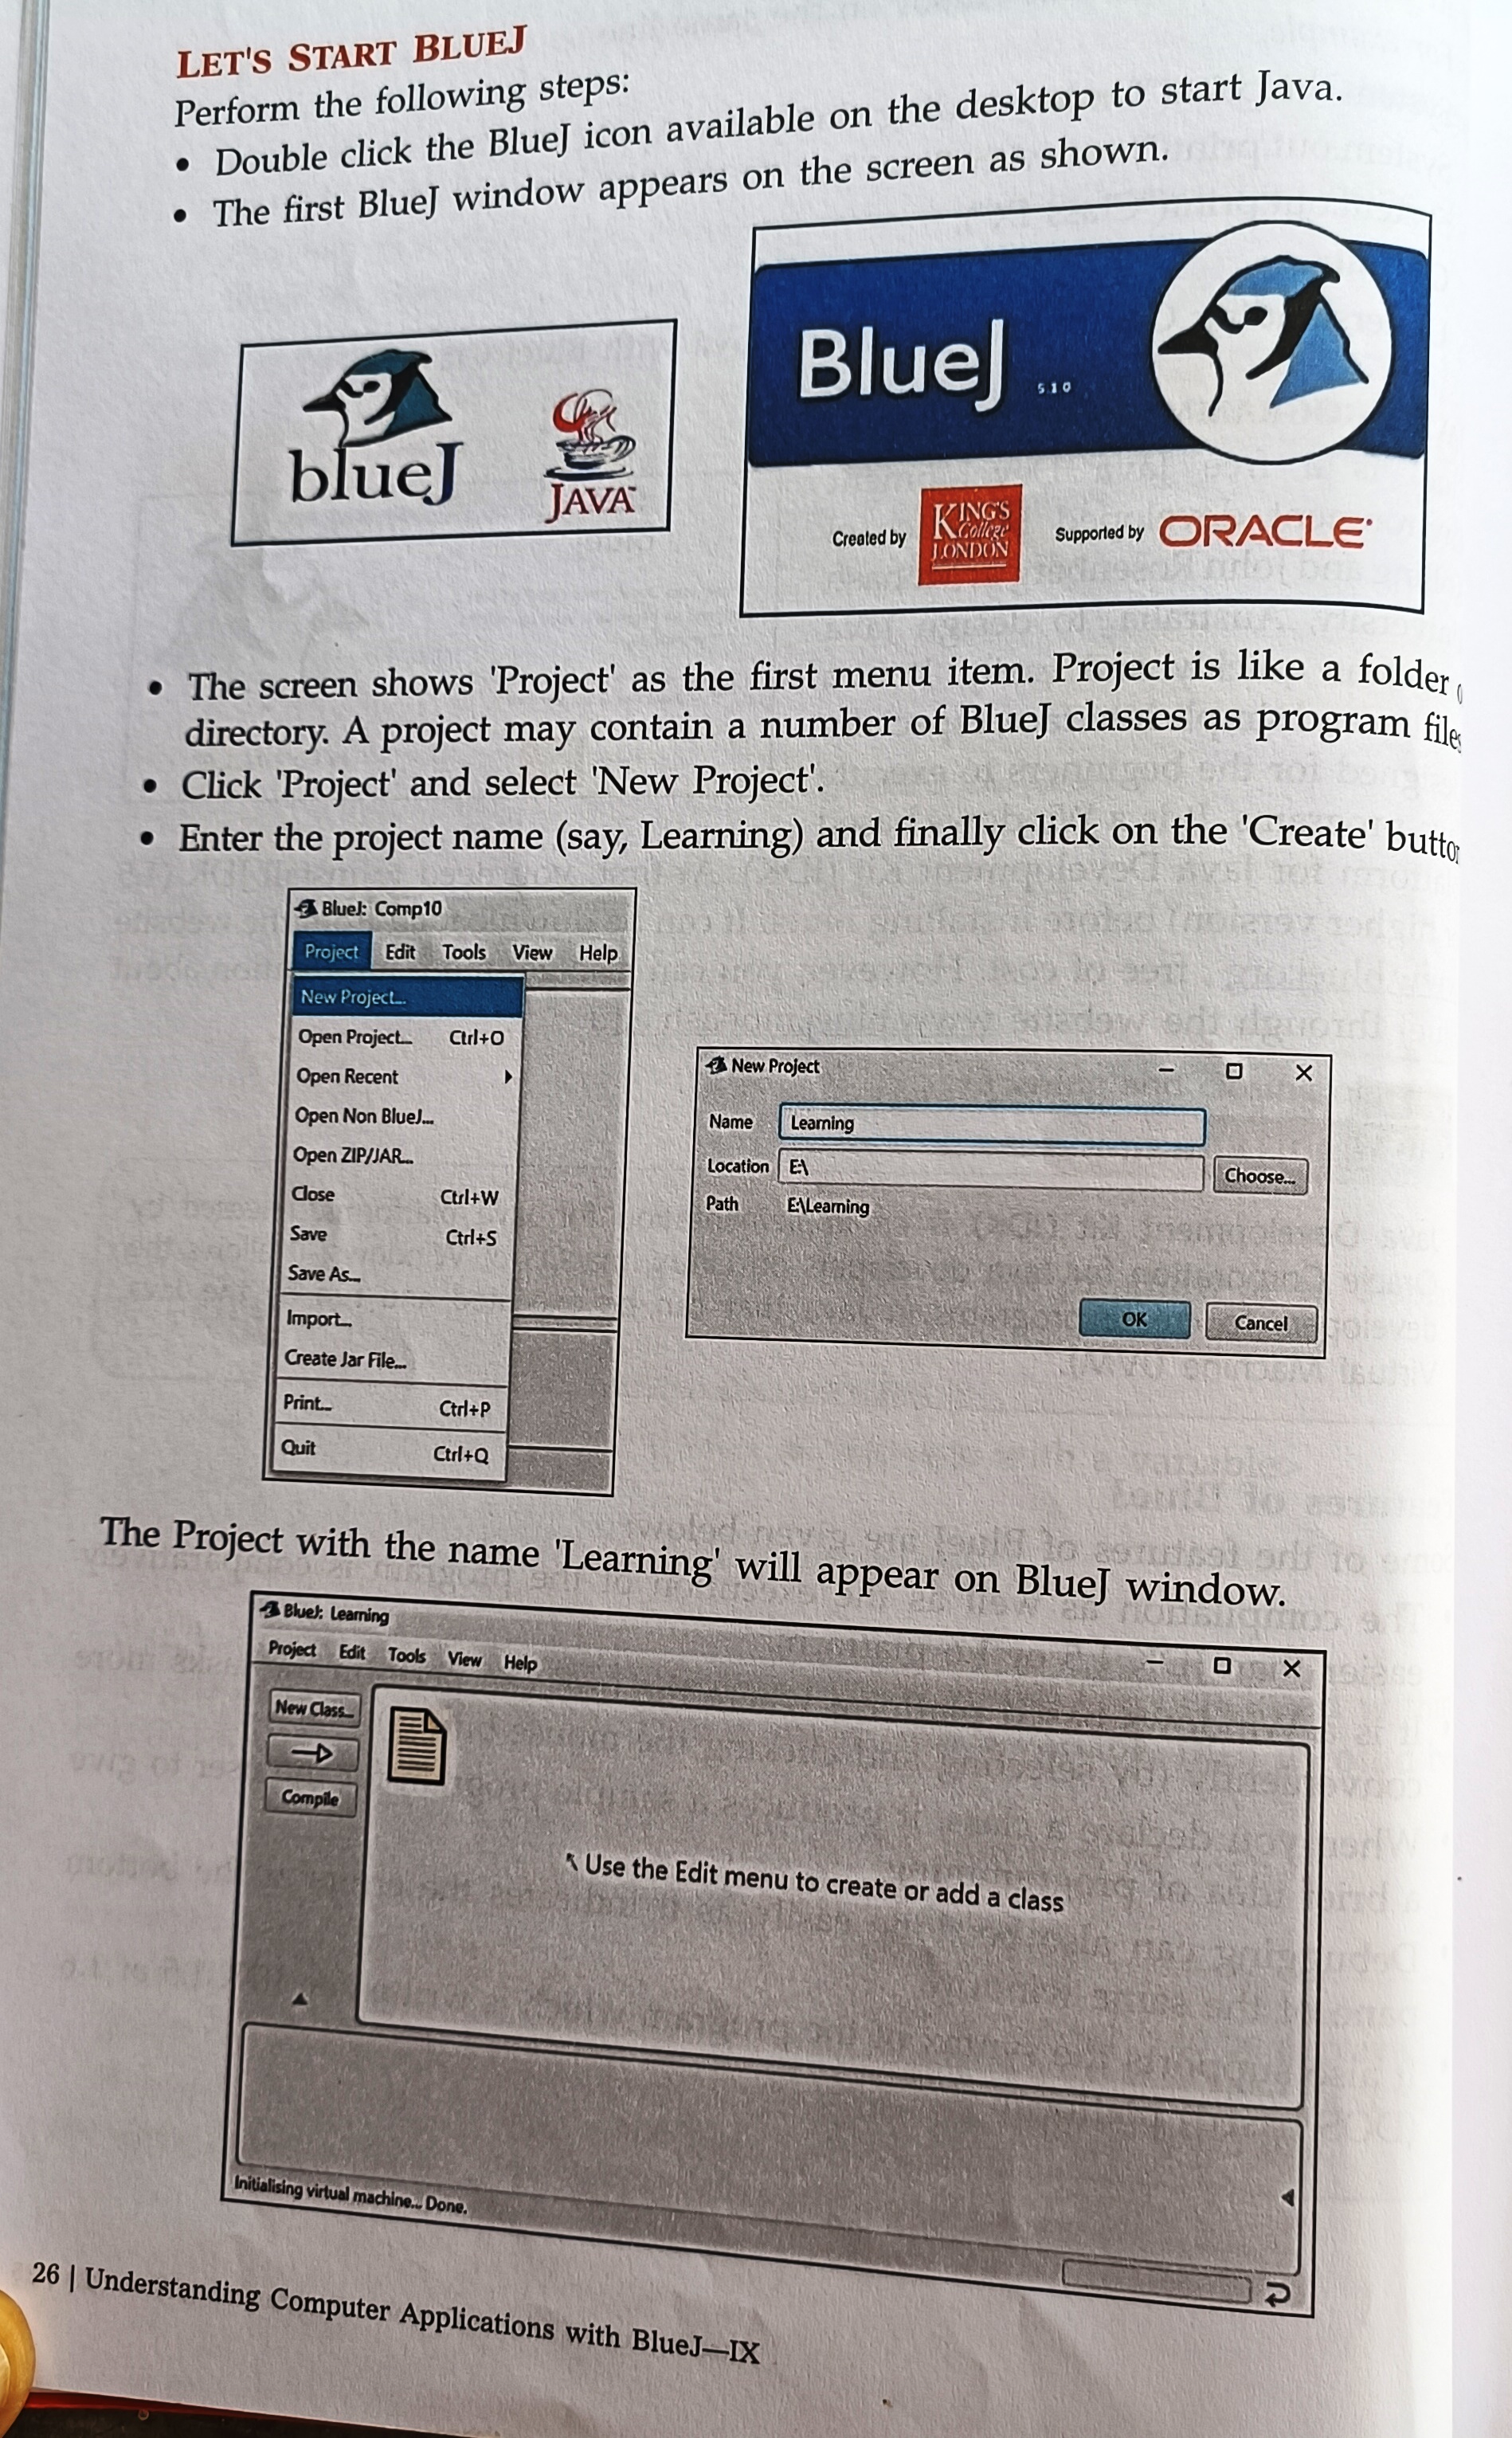 LET'S START BLUEJ
Perform the following steps:
• Double click the BlueJ icon available on the desktop to start Java.
• The first BlueJ window appears on the screen as shown.
blueJ
JAVA
BlueJ 5.1.0
Created by
KING'S
College
LONDON
Supported by ORACLE
• The screen shows 'Project' as the first menu item. Project is like a folder
directory. A project may contain a number of BlueJ classes as program files
• Click 'Project' and select 'New Project'.
• Enter the project name (say, Learning) and finally click on the 'Create' button
BlueJ: Comp10
Project Edit Tools View Help
New Project...
Open Project... Ctrl+O
Open Recent
Open Non BlueJ...
Open ZIP/JAR...
Close Ctrl+W
Save Ctrl+S
Save As...
Import...
Create Jar File...
Print... Ctrl+P
Quit Ctrl+Q
New Project
Name Learning
Location E:\ Choose...
Path E:\Learning
OK Cancel
The Project with the name 'Learning' will appear on BlueJ window.
BlueJ: Learning
Project Edit Tools View Help
New Class...
Compile
Use the Edit menu to create or add a class
Initialising virtual machine... Done.
26 | Understanding Computer Applications with BlueJ—IX